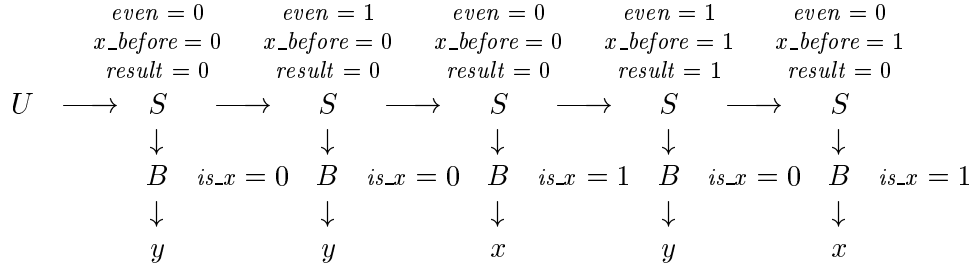 even = 0 even = 1 even = 0 even = 1 even = 0
x_before = 0 x_before = 0 x_before = 0 x_before = 1 x_before = 1
result = 0 result = 0 result = 0 result = 1 result = 0
U ⟶ S ⟶ S ⟶ S ⟶ S ⟶ S
↓ ↓ ↓ ↓ ↓
B is_x = 0 B is_x = 0 B is_x = 1 B is_x = 0 B is_x = 1
↓ ↓ ↓ ↓ ↓
y y x y x